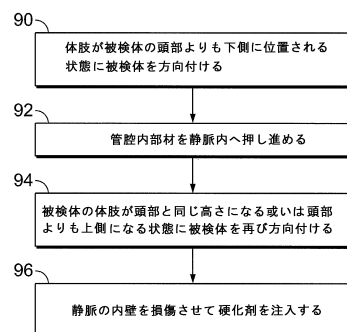 90
体肢が被検体の頭部よりも下側に位置される
状態に被検体を方向付ける
92
管腔内部材を静脈内へ押し進める
94
被検体の体肢が頭部と同じ高さになる或いは頭部
よりも上側になる状態に被検体を再び方向付ける
96
静脈の内壁を損傷させて硬化剤を注入する